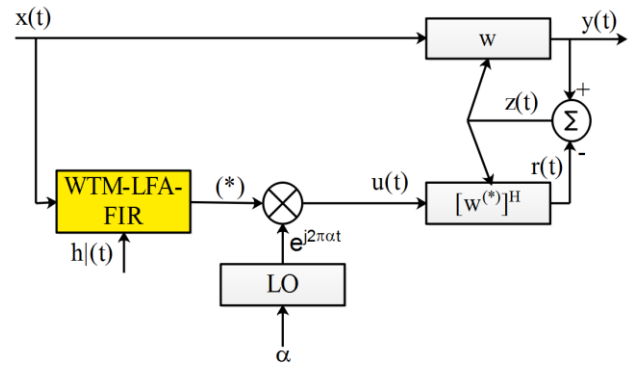 x(t)
w
y(t)
+
z(t)
Σ
-
r(t)
WTM-LFA-
FIR
(*)
u(t)
[w(*)]H
h|(t)
ej2παt
LO
α